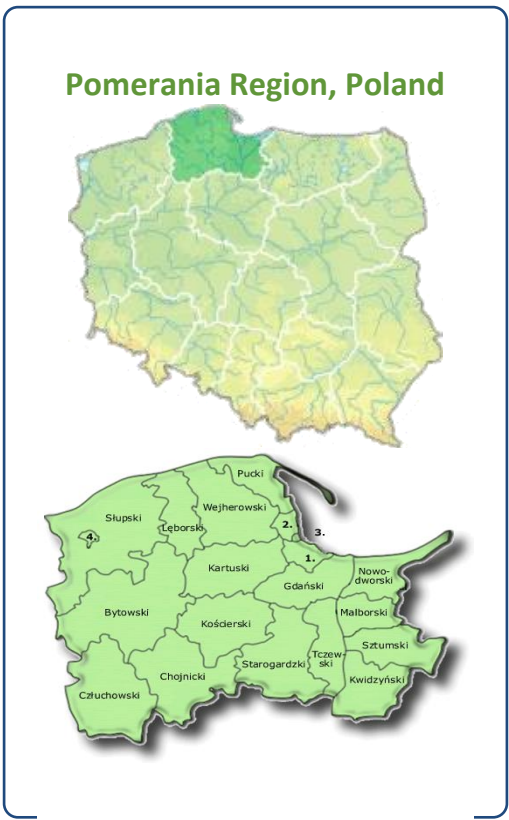 Pomerania Region, Poland
Pucki
Wejherowski
Słupski
Lęborski
2.
3.
4.
1.
Kartuski
Nowo-
dworski
Gdański
Bytowski
Kościerski
Malborski
Sztumski
Tczew-
ski
Starogardzki
Chojnicki
Kwidzyński
Człuchowski